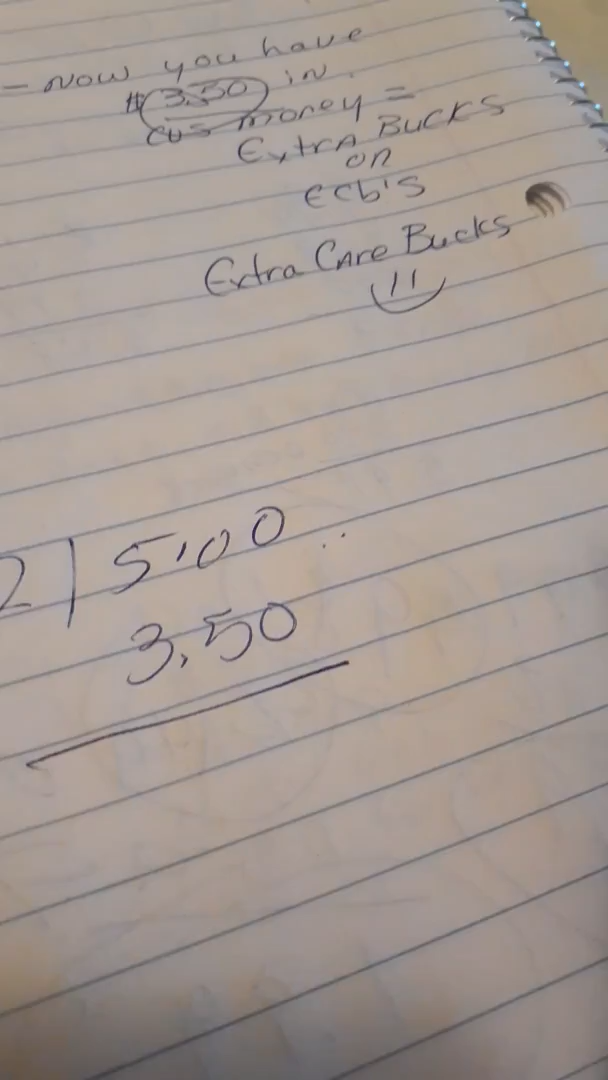 - now you have
$3.50 in
CVS money =
Extra Bucks
or
ECB'S
Extra Care Bucks
2| 5.00
3.50